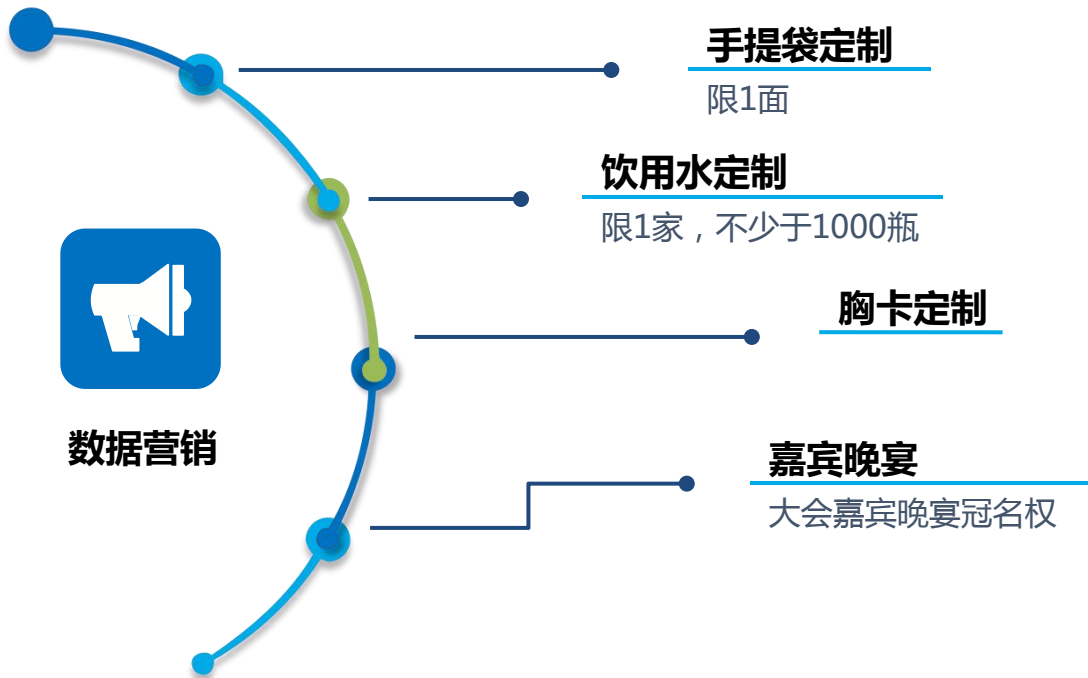 手提袋定制
限1面
饮用水定制
限1家，不少于1000瓶
胸卡定制
数据营销
嘉宾晚宴
大会嘉宾晚宴冠名权